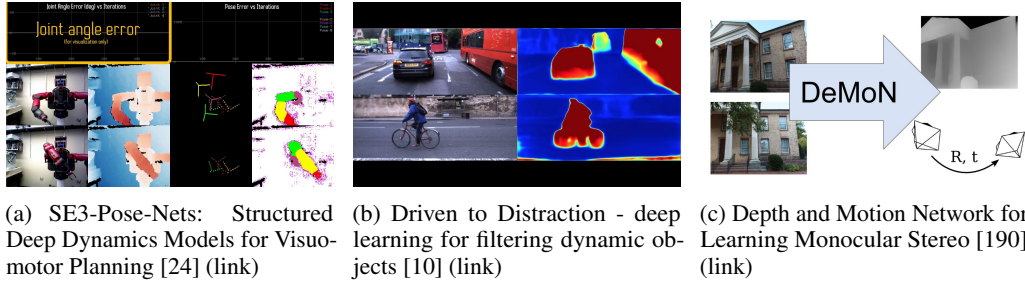 Joint Angle Error (deg) vs Iterations
Pose Error vs Iterations
Joint angle error
(for visualization only)
DeMoN
R, t
(a) SE3-Pose-Nets: Structured
Deep Dynamics Models for Visuo-
motor Planning [24] (link)
(b) Driven to Distraction - deep
learning for filtering dynamic ob-
jects [10] (link)
(c) Depth and Motion Network for
Learning Monocular Stereo [190]
(link)